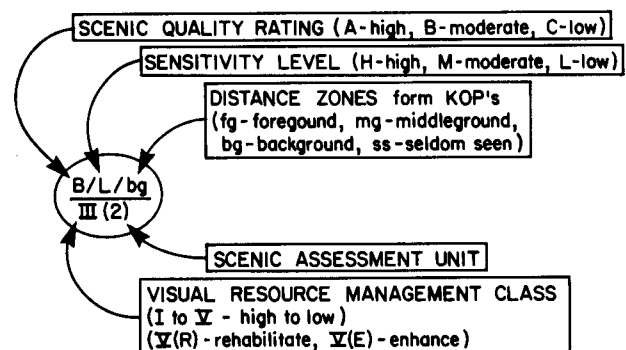 SCENIC QUALITY RATING (A-high, B-moderate, C-low)
SENSITIVITY LEVEL (H-high, M-moderate, L-low)
DISTANCE ZONES form KOP's
(fg-foregound, mg-middleground,
bg-background, ss-seldom seen)
B/L/bg
III (2)
SCENIC ASSESSMENT UNIT
VISUAL RESOURCE MANAGEMENT CLASS
(I to V - high to low)
(V(R)-rehabilitate, V(E)-enhance)